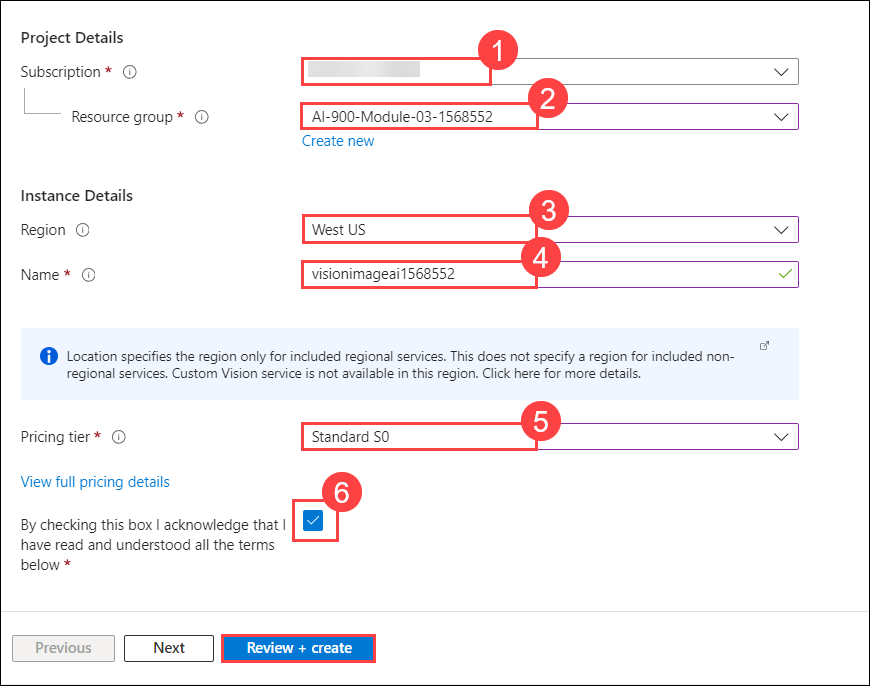 Project Details
1
Subscription *
2
Resource group *
AI-900-Module-03-1568552
Create new
Instance Details
3
Region
West US
4
Name *
visionimageai1568552
Location specifies the region only for included regional services. This does not specify a region for included non-
regional services. Custom Vision service is not available in this region. Click here for more details.
5
Pricing tier *
Standard S0
View full pricing details
6
By checking this box I acknowledge that I
have read and understood all the terms
below *
Previous
Next
Review + create